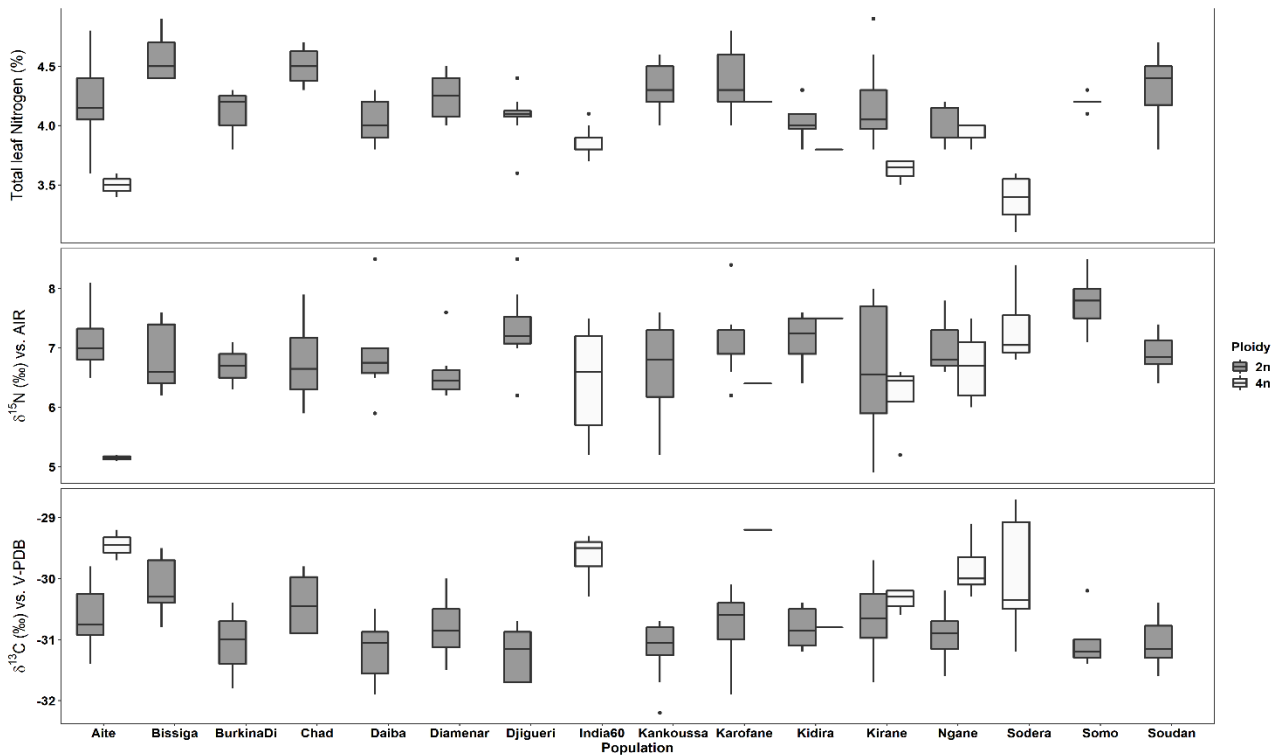 Total leaf Nitrogen (%)
4.5
4.0
3.5
δ15N (‰) vs. AIR
8
7
6
5
δ13C (‰) vs. V-PDB
-29
-30
-31
-32
Aite Bissiga BurkinaDi Chad Daiba Diamenar Djigueri India60 Kankoussa Karofane Kidira Kirane Ngane Sodera Somo Soudan
Population
Ploidy
2n
4n